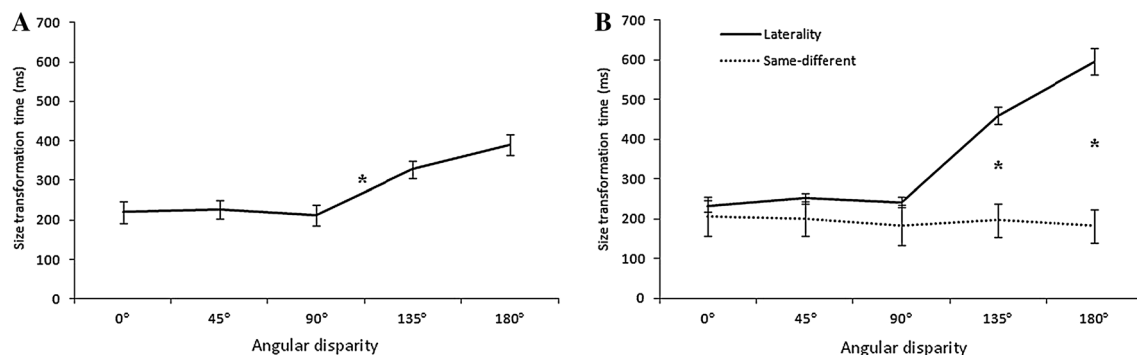 A
Size transformation time (ms)
700
600
500
400
300
200
100
0
*
0° 45° 90° 135° 180°
Angular disparity
B
Size transformation time (ms)
700
600
500
400
300
200
100
0
Laterality
Same-different
*
*
0° 45° 90° 135° 180°
Angular disparity